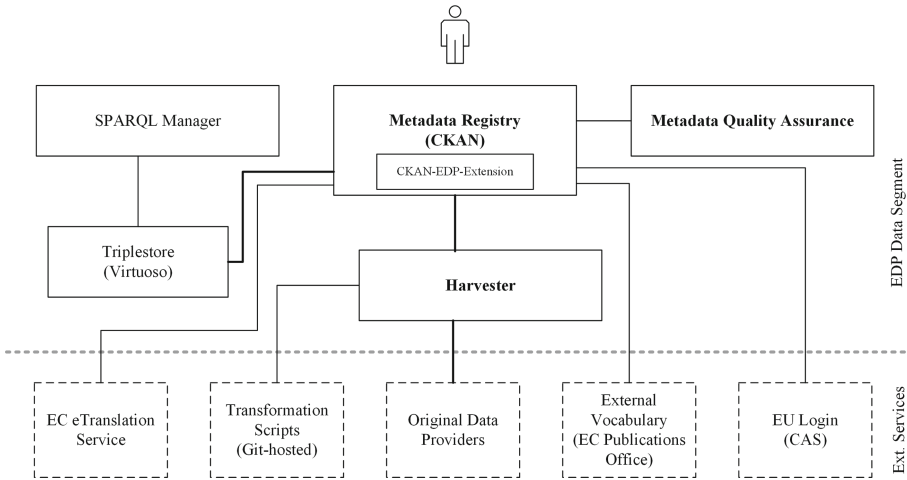 SPARQL Manager
Metadata Registry
(CKAN)
CKAN-EDP-Extension
Metadata Quality Assurance
EDP Data Segment
Triplestore
(Virtuoso)
Harvester
EC eTranslation
Service
Transformation
Scripts
(Git-hosted)
Original Data
Providers
External
Vocabulary
(EC Publications
Office)
EU Login
(CAS)
Ext. Services